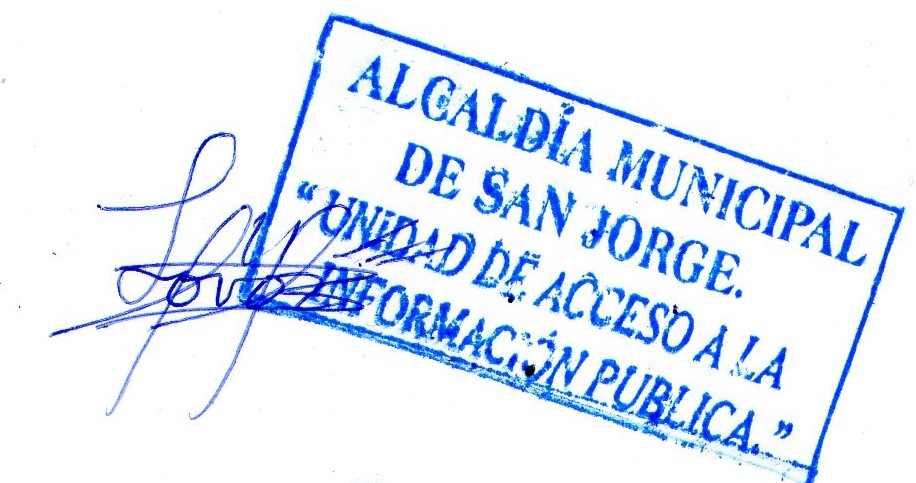 ALCALDÍA MUNICIPAL
DE SAN JORGE.
“UNIDAD DE ACCESO A LA
INFORMACIÓN PUBLICA.”